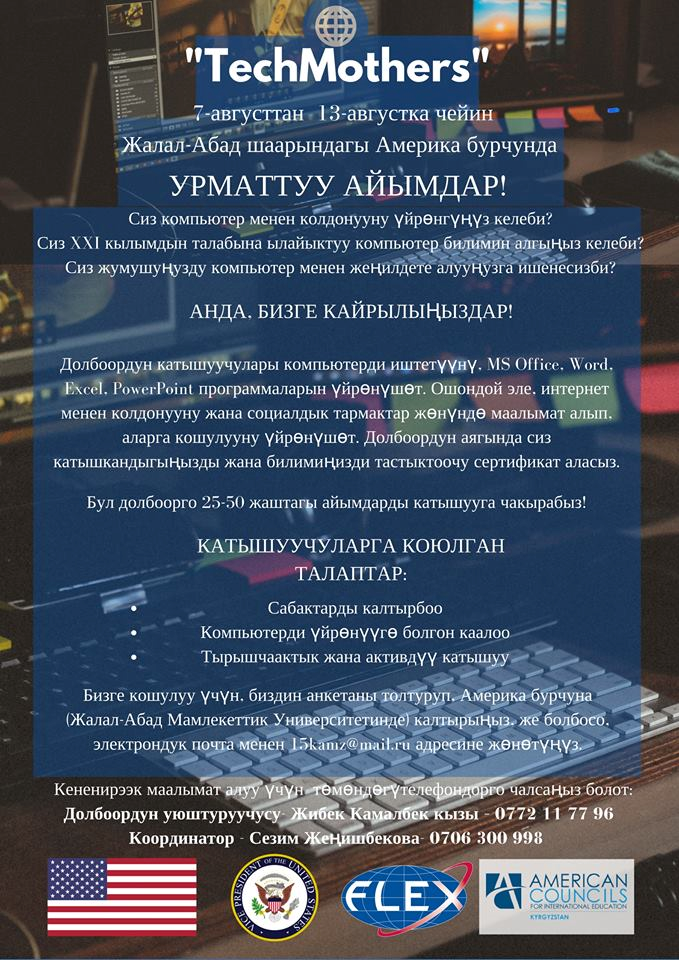 "TechMothers"
7-августтан 13-августка чейин
Жалал-Абад шаарындагы Америка бурчунда
УРМАТТУУ АЙЫМДАР!
Сиз компьютер менен колдонууну үйрөнгүңүз келеби?
Сиз XXI кылымдын талабына ылайыктуу компьютер билимин алгыңыз келеби?
Сиз жумушуңузду компьютер менен жеңилдете алууңузга ишенесизби?
АНДА, БИЗГЕ КАЙРЫЛЫҢЫЗДАР!
Долбоордун катышуучулары компьютерди иштетүүнү, MS Office, Word,
Excel, PowerPoint программаларын үйрөнүшөт. Ошондой эле, интернет
менен колдонууну жана социалдык тармактар жөнүндө маалымат алып,
аларга кошулууну үйрөнүшөт. Долбоордун аягында сиз
катышкандыгыңызды жана билимиңизди тастыктоочу сертификат аласыз.
Бул долбоорго 25-50 жаштагы айымдарды катышууга чакырабыз!
КАТЫШУУЧУЛАРГА КОЮЛГАН
ТАЛАПТАР:
• Сабактарды калтырбоо
• Компьютерди үйрөнүүгө болгон каалоо
• Тырышчаактык жана активдүү катышуу
Бизге кошулуу үчүн, биздин анкетаны толтуруп, Америка бурчуна
(Жалал-Абад Мамлекеттик Университетинде) калтырыңыз, же болбосо,
электрондук почта менен 15kamz@mail.ru адресине жөнөтүңүз.
Кененирээк маалымат алуу үчүн төмөндөгүтелефондорго чалсаңыз болот:
Долбоордун уюштуруучусу- Жибек Камалбек кызы - 0772 11 77 96
Координатор - Сезим Жеңишбекова- 0706 300 998
VICE PRESIDENT OF THE UNITED STATES
FLEX
AMERICAN
COUNCILS
FOR INTERNATIONAL EDUCATION
KYRGYZSTAN